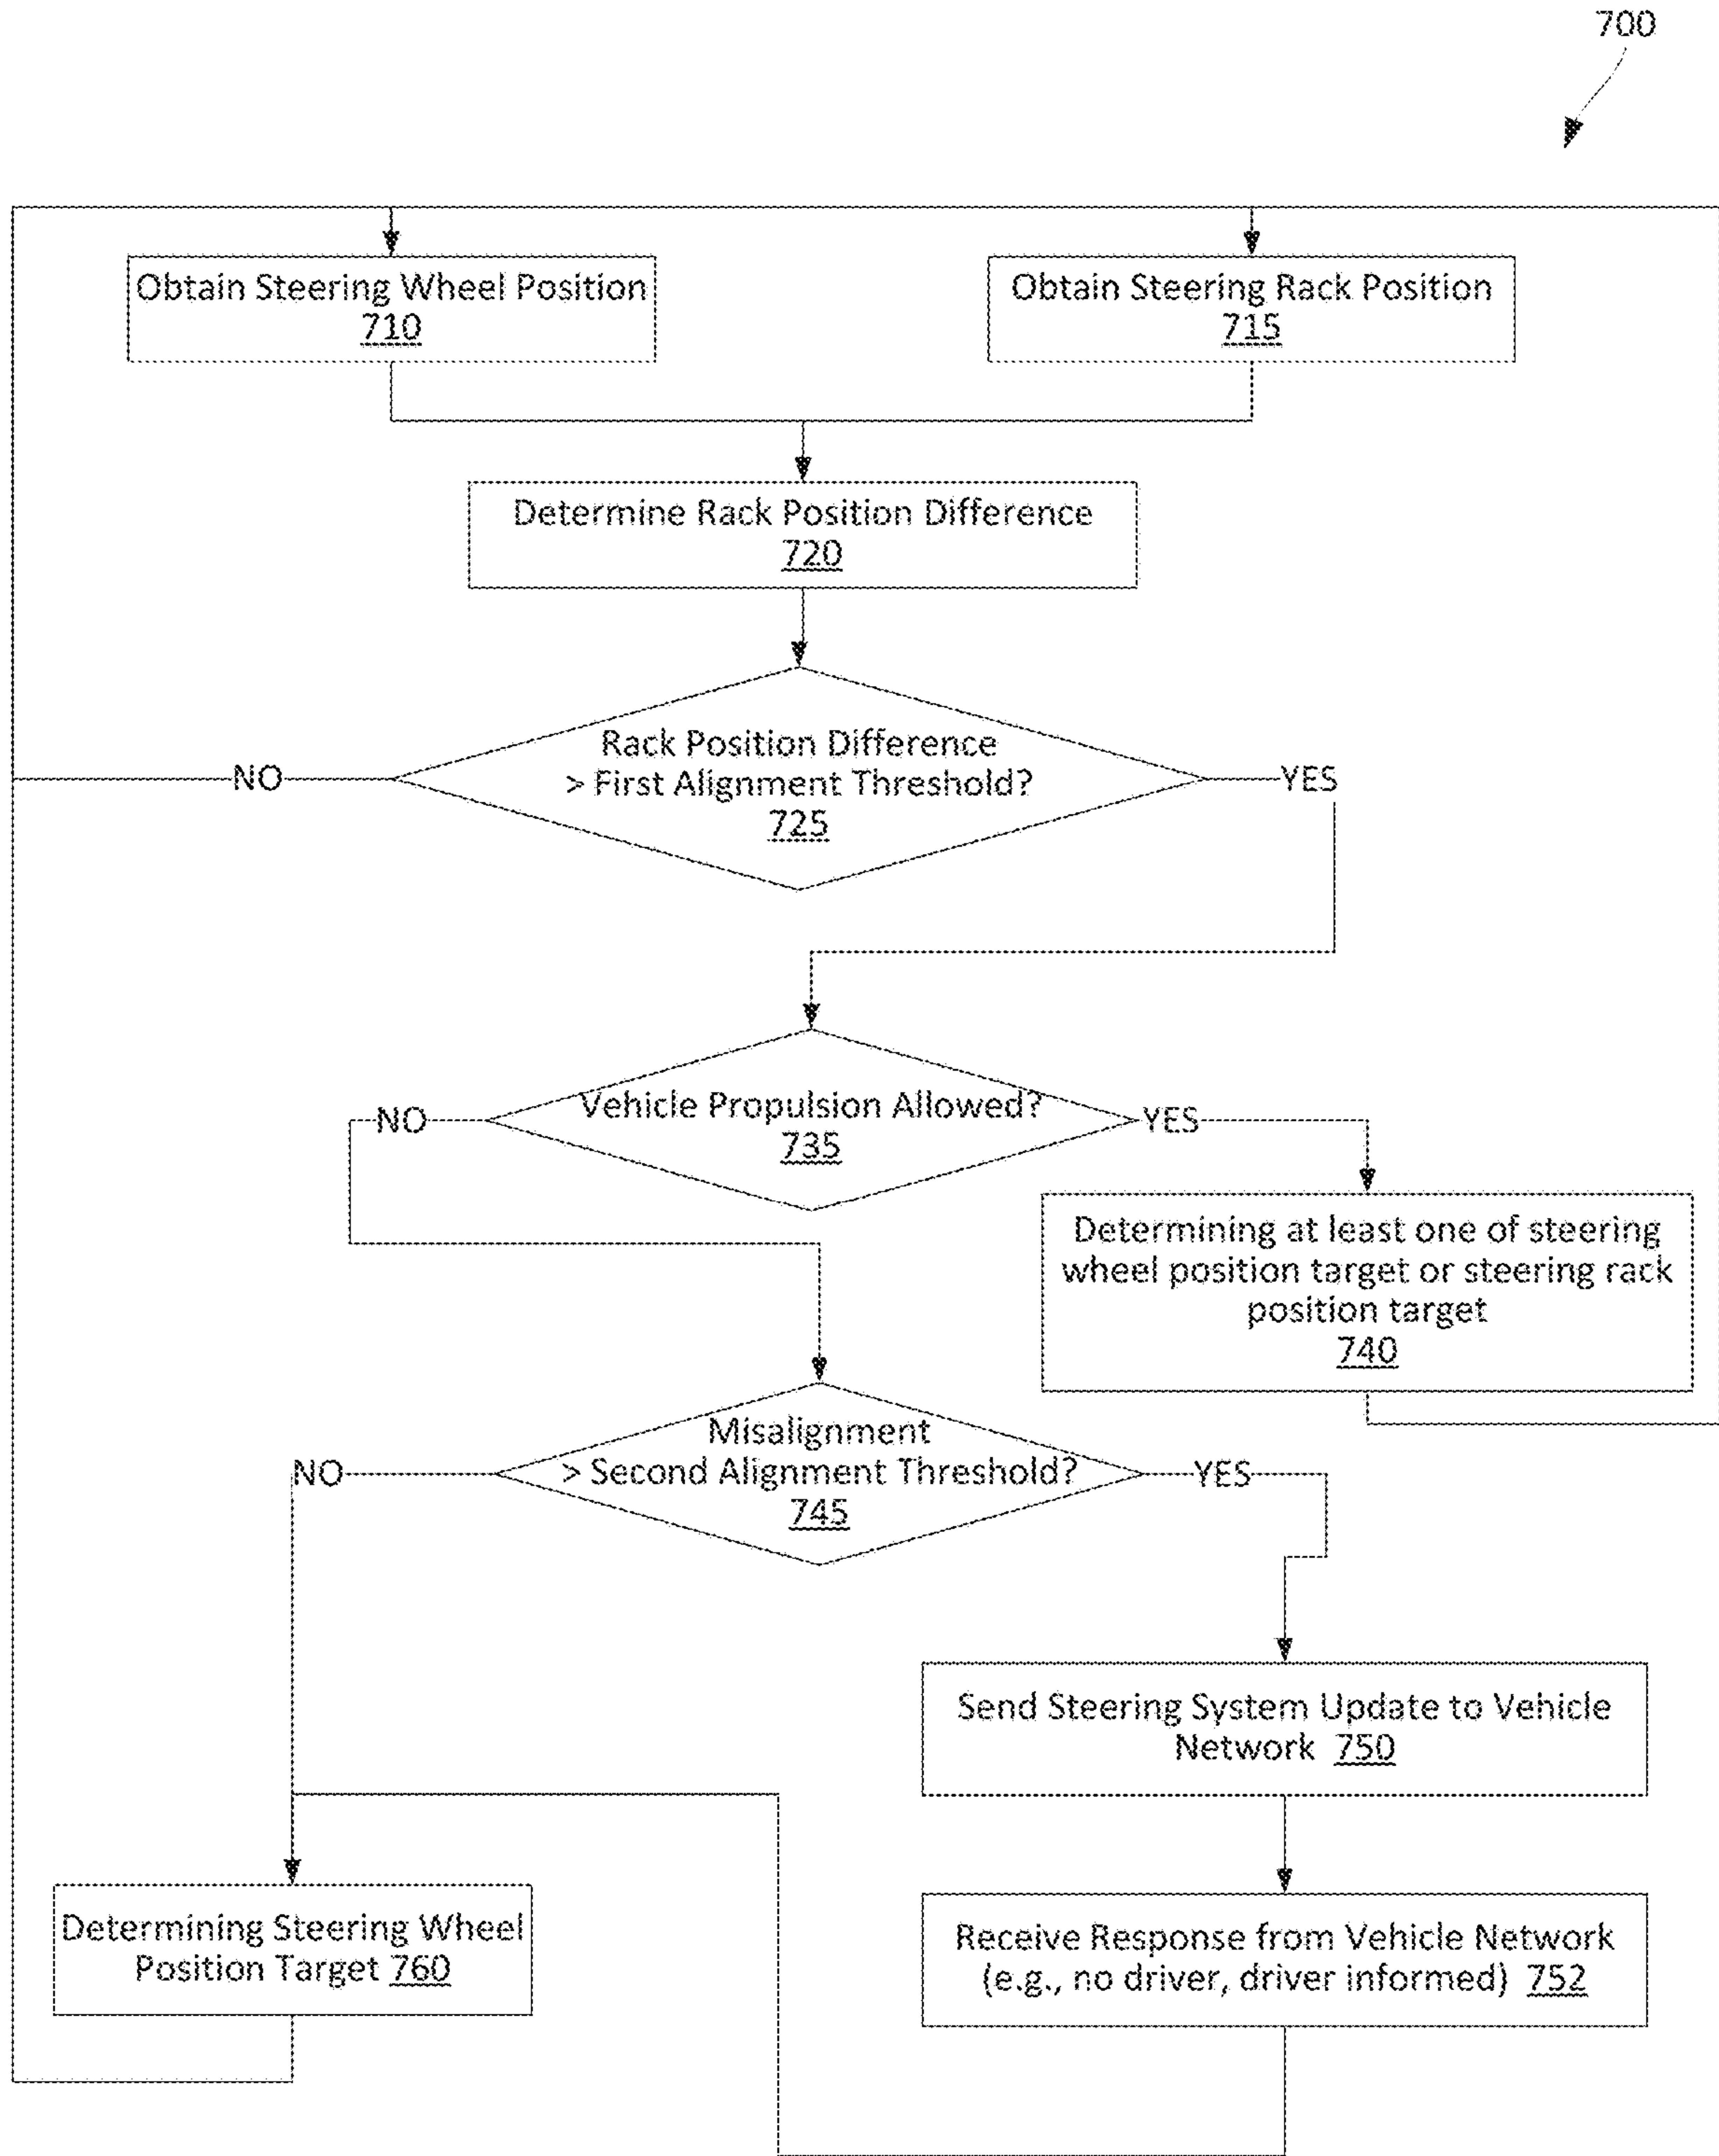 700
Obtain Steering Wheel Position
710
Obtain Steering Rack Position
715
Determine Rack Position Difference
720
Rack Position Difference
> First Alignment Threshold?
725
NO
YES
Vehicle Propulsion Allowed?
735
NO
YES
Determining at least one of steering
wheel position target or steering rack
position target
740
Misalignment
> Second Alignment Threshold?
745
NO
YES
Send Steering System Update to Vehicle
Network 750
Determining Steering Wheel
Position Target 760
Receive Response from Vehicle Network
(e.g., no driver, driver informed) 752